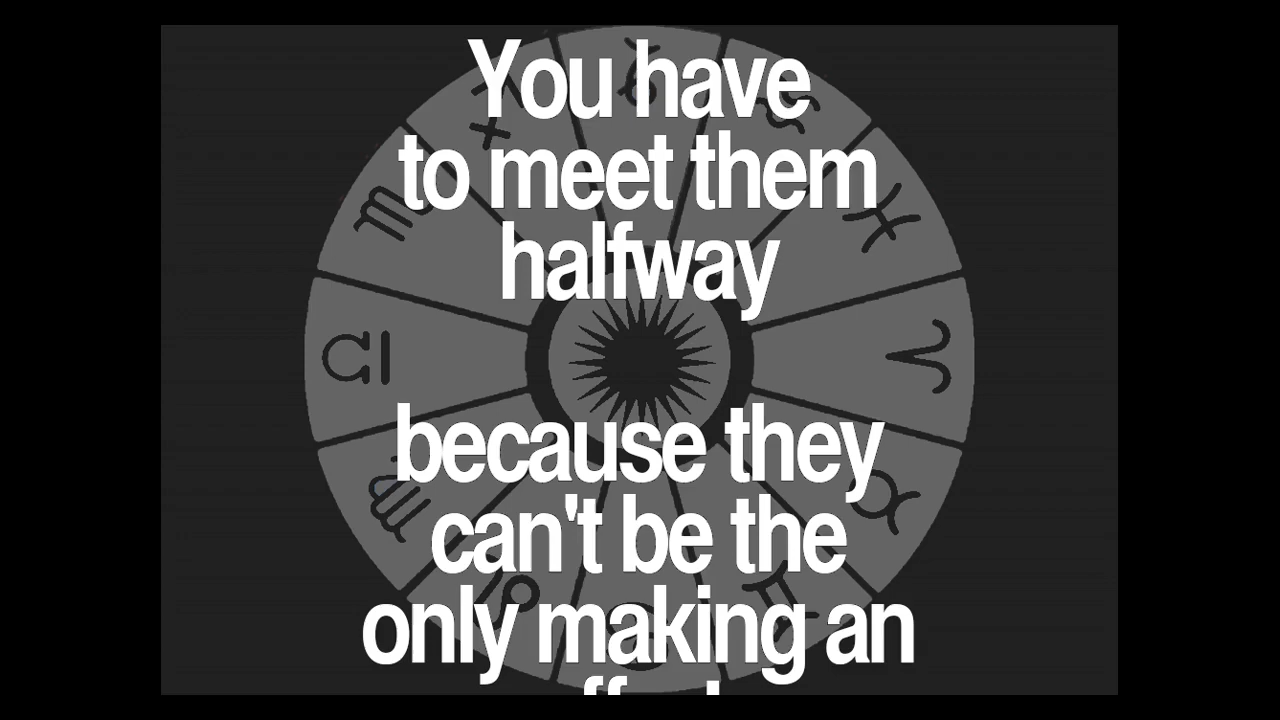 You have
to meet them
halfway
because they
can't be the
only making an